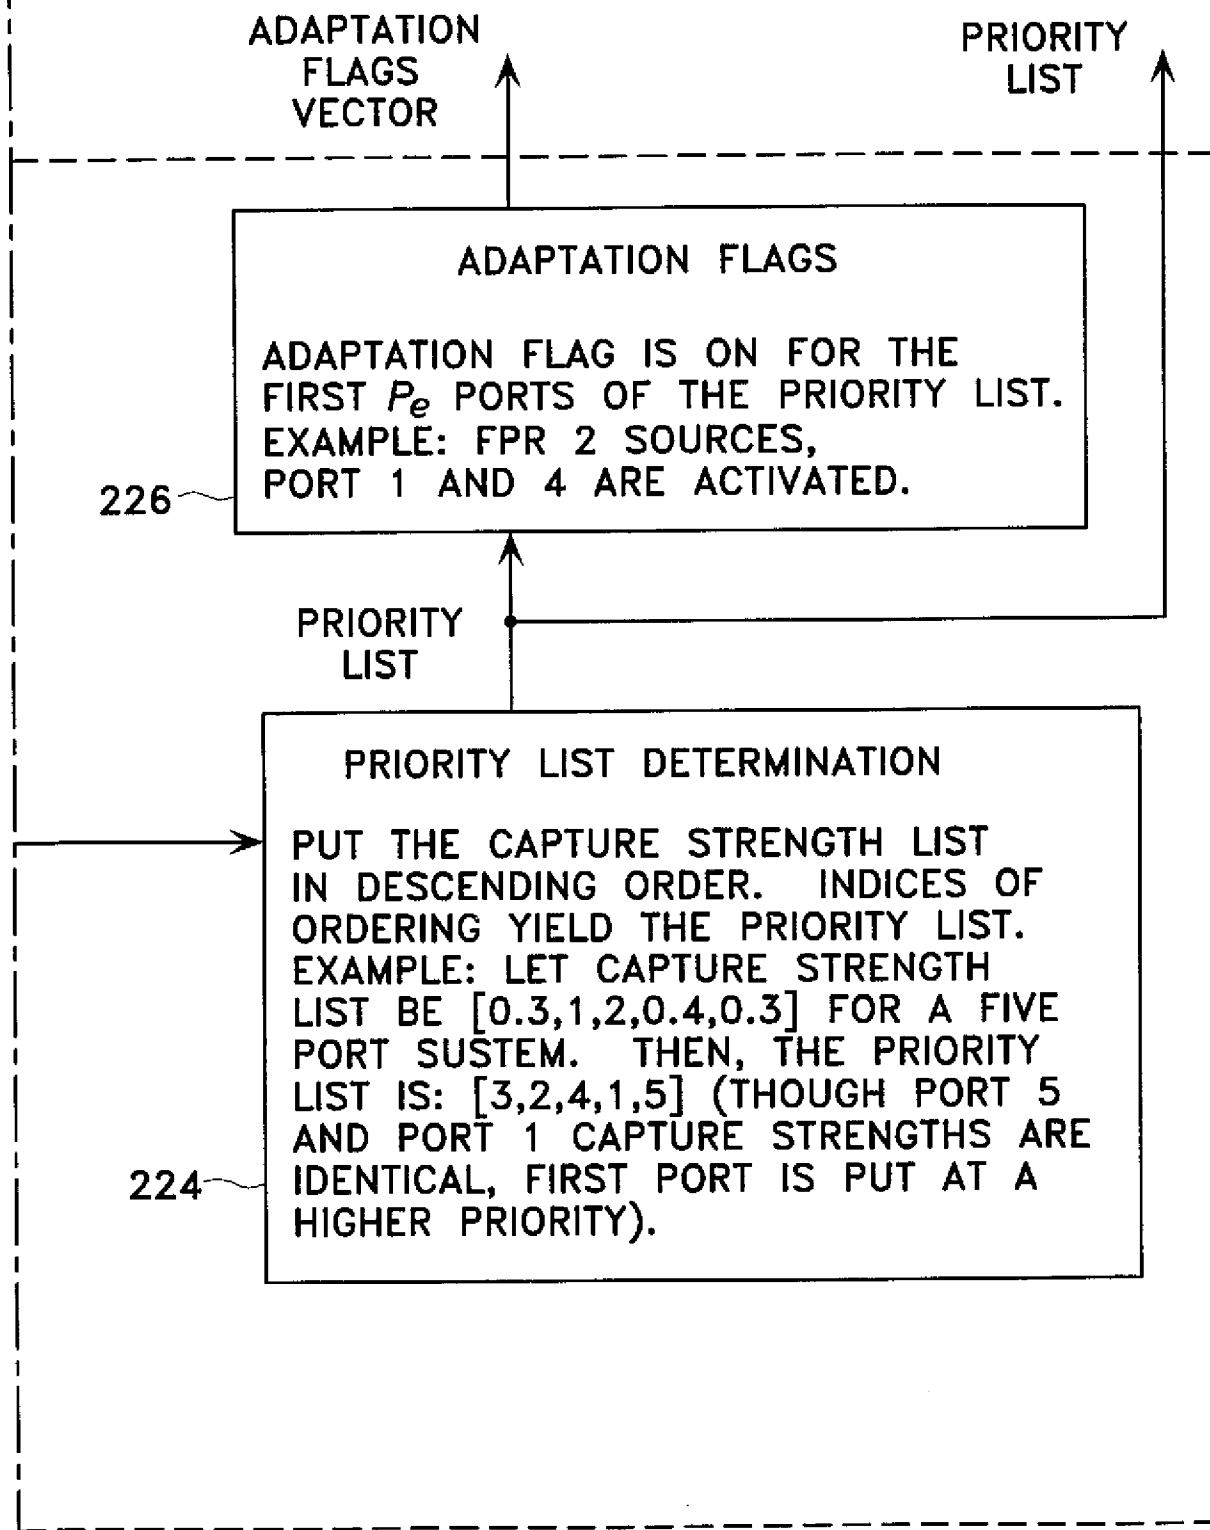 ADAPTATION
FLAGS
VECTOR
PRIORITY
LIST
ADAPTATION FLAGS
ADAPTATION FLAG IS ON FOR THE
FIRST Pe PORTS OF THE PRIORITY LIST.
EXAMPLE: FPR 2 SOURCES,
PORT 1 AND 4 ARE ACTIVATED.
226
PRIORITY
LIST
PRIORITY LIST DETERMINATION
PUT THE CAPTURE STRENGTH LIST
IN DESCENDING ORDER. INDICES OF
ORDERING YIELD THE PRIORITY LIST.
EXAMPLE: LET CAPTURE STRENGTH
LIST BE [0.3,1,2,0.4,0.3] FOR A FIVE
PORT SUSTEM. THEN, THE PRIORITY
LIST IS: [3,2,4,1,5] (THOUGH PORT 5
AND PORT 1 CAPTURE STRENGTHS ARE
IDENTICAL, FIRST PORT IS PUT AT A
HIGHER PRIORITY).
224